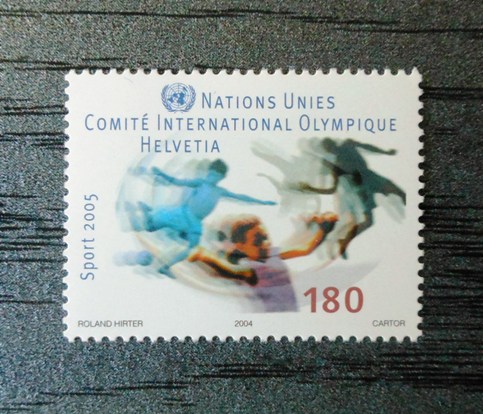 NATIONS UNIES
COMITÉ INTERNATIONAL OLYMPIQUE
HELVETIA
Sport 2005
180
ROLAND HIRTER 2004 CARTOR